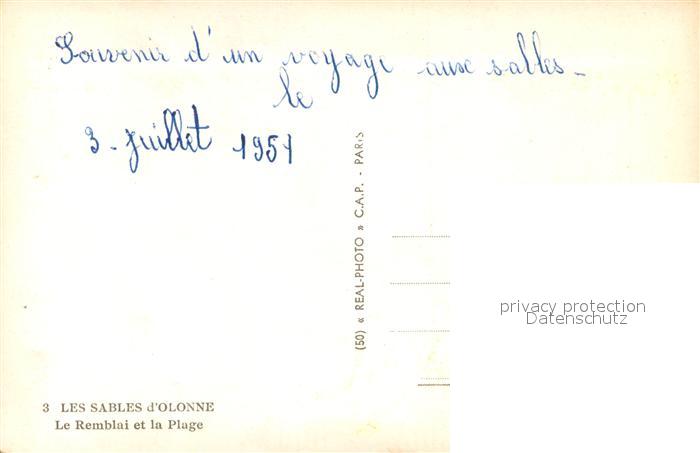 Souvenir d'un voyage aux sables -
le
3 - juillet 1951
(50) « REAL-PHOTO » C.A.P. - PARIS
privacy protection
Datenschutz
3 LES SABLES d'OLONNE
Le Remblai et la Plage